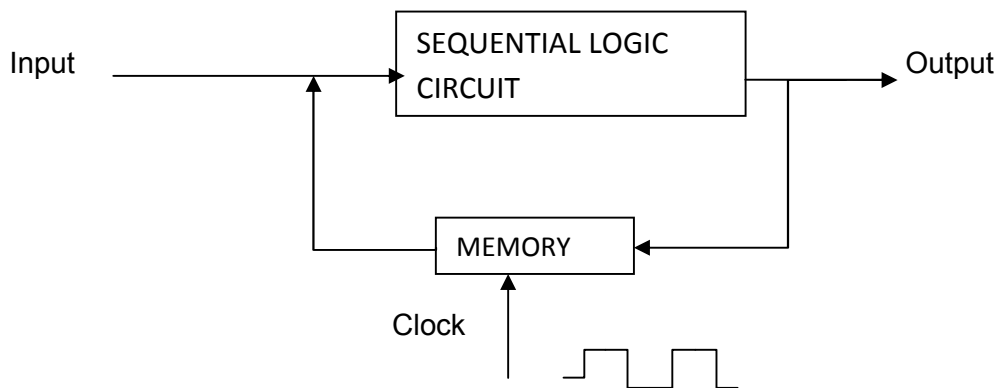 SEQUENTIAL LOGIC
CIRCUIT
Input
Output
MEMORY
Clock